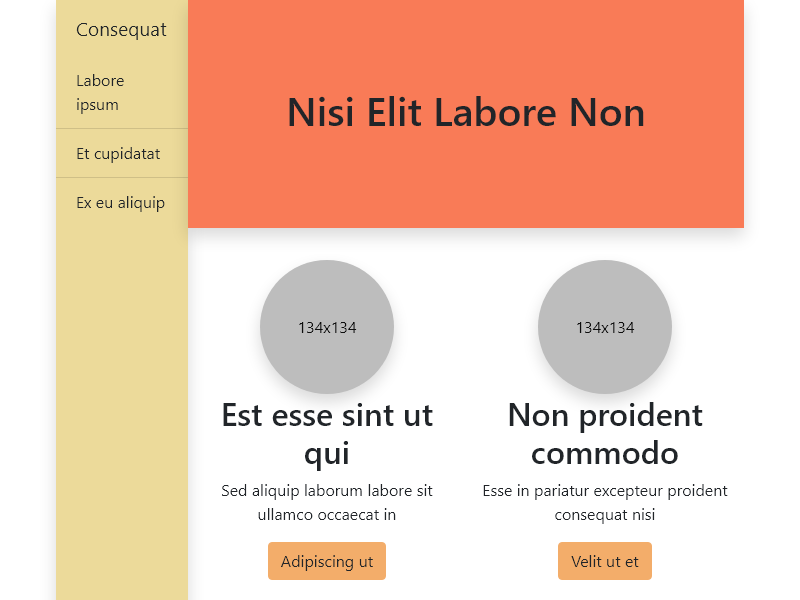 Consequat
Labore
ipsum
Et cupidatat
Ex eu aliquip
Nisi Elit Labore Non
134x134
Est esse sint ut
qui
Sed aliquip laborum labore sit
ullamco occaecat in
Adipiscing ut
134x134
Non proident
commodo
Esse in pariatur excepteur proident
consequat nisi
Velit ut et